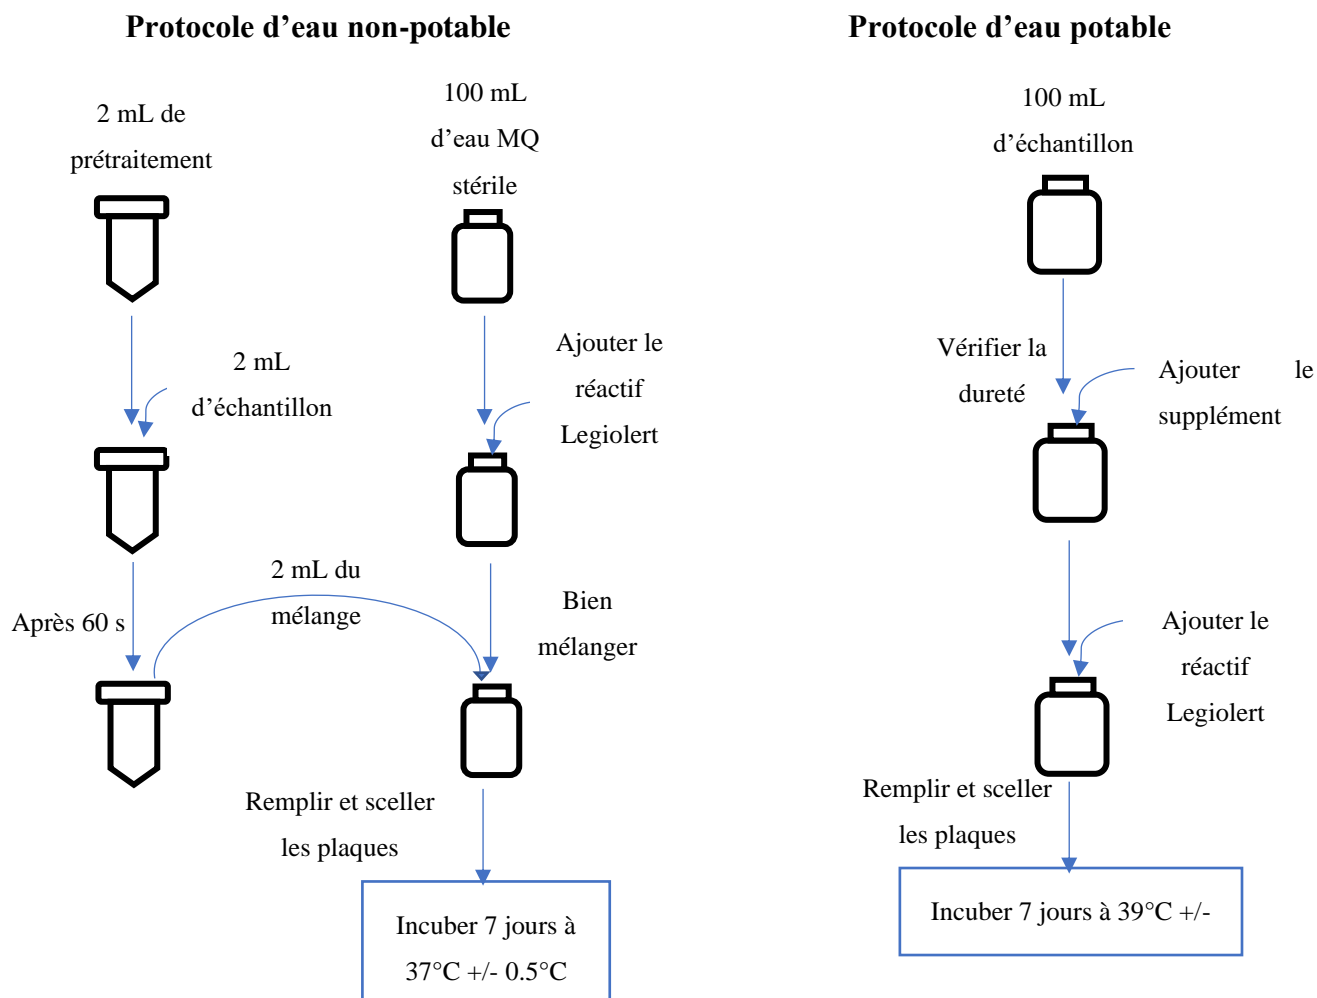 Protocole d’eau non-potable
2 mL de
prétraitement
100 mL
d’eau MQ
stérile
2 mL
d’échantillon
Ajouter le
réactif
Legiolert
Après 60 s
2 mL du
mélange
Bien
mélanger
Remplir et sceller
les plaques
Incuber 7 jours à
37°C +/- 0.5°C
Protocole d’eau potable
100 mL
d’échantillon
Vérifier la
dureté
Ajouter le
supplément
Ajouter le
réactif
Legiolert
Remplir et sceller
les plaques
Incuber 7 jours à 39°C +/-